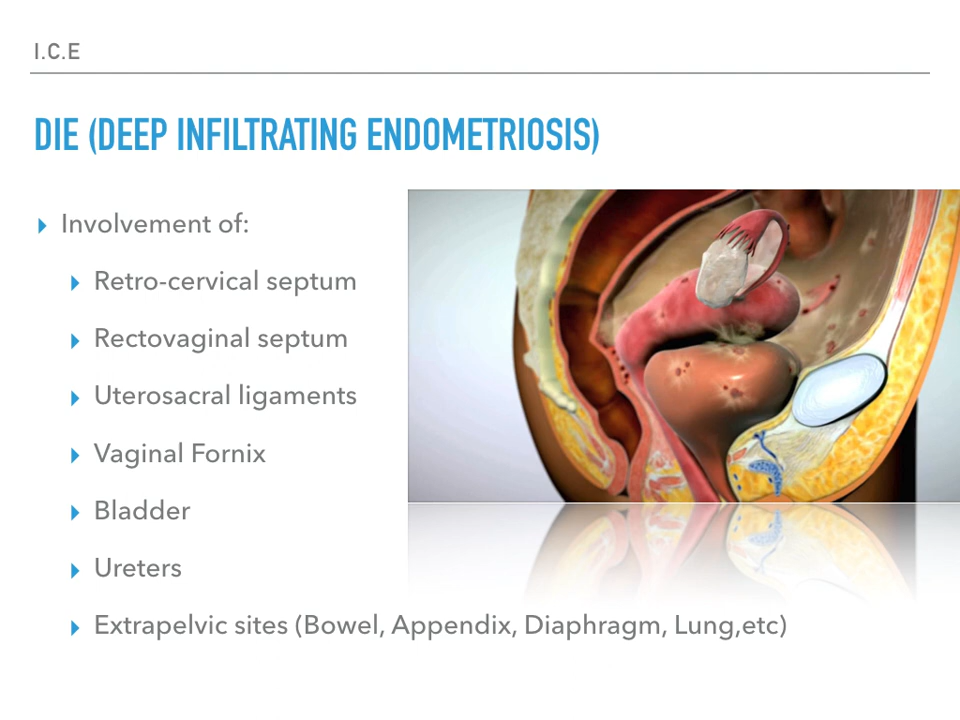 I.C.E
DIE (DEEP INFILTRATING ENDOMETRIOSIS)
Involvement of:
Retro-cervical septum
Rectovaginal septum
Uterosacral ligaments
Vaginal Fornix
Bladder
Ureters
Extrapelvic sites (Bowel, Appendix, Diaphragm, Lung,etc)